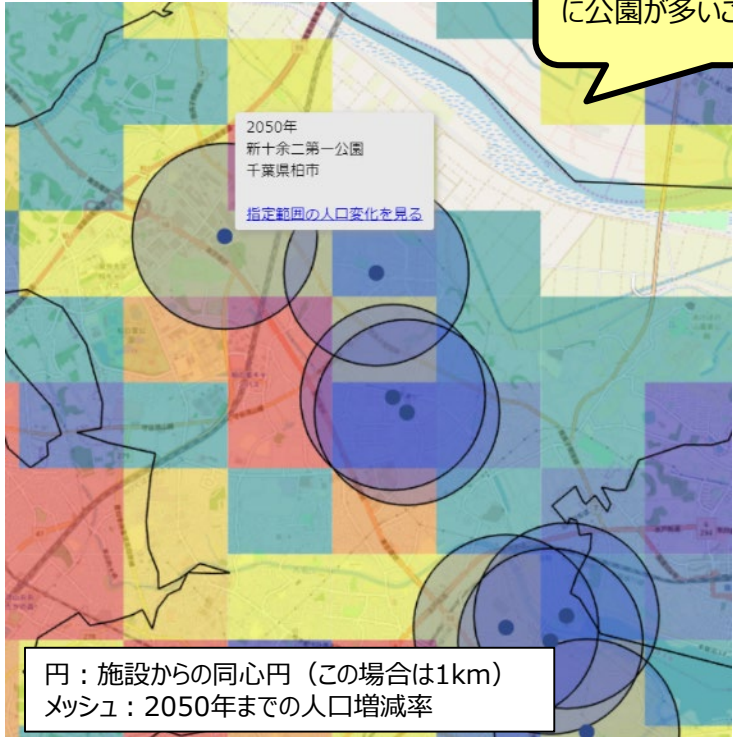 に公園が多いこ
2050年
新十余二第一公園
千葉県柏市
指定範囲の人口変化を見る
円：施設からの同心円（この場合は1km）
メッシュ：2050年までの人口増減率